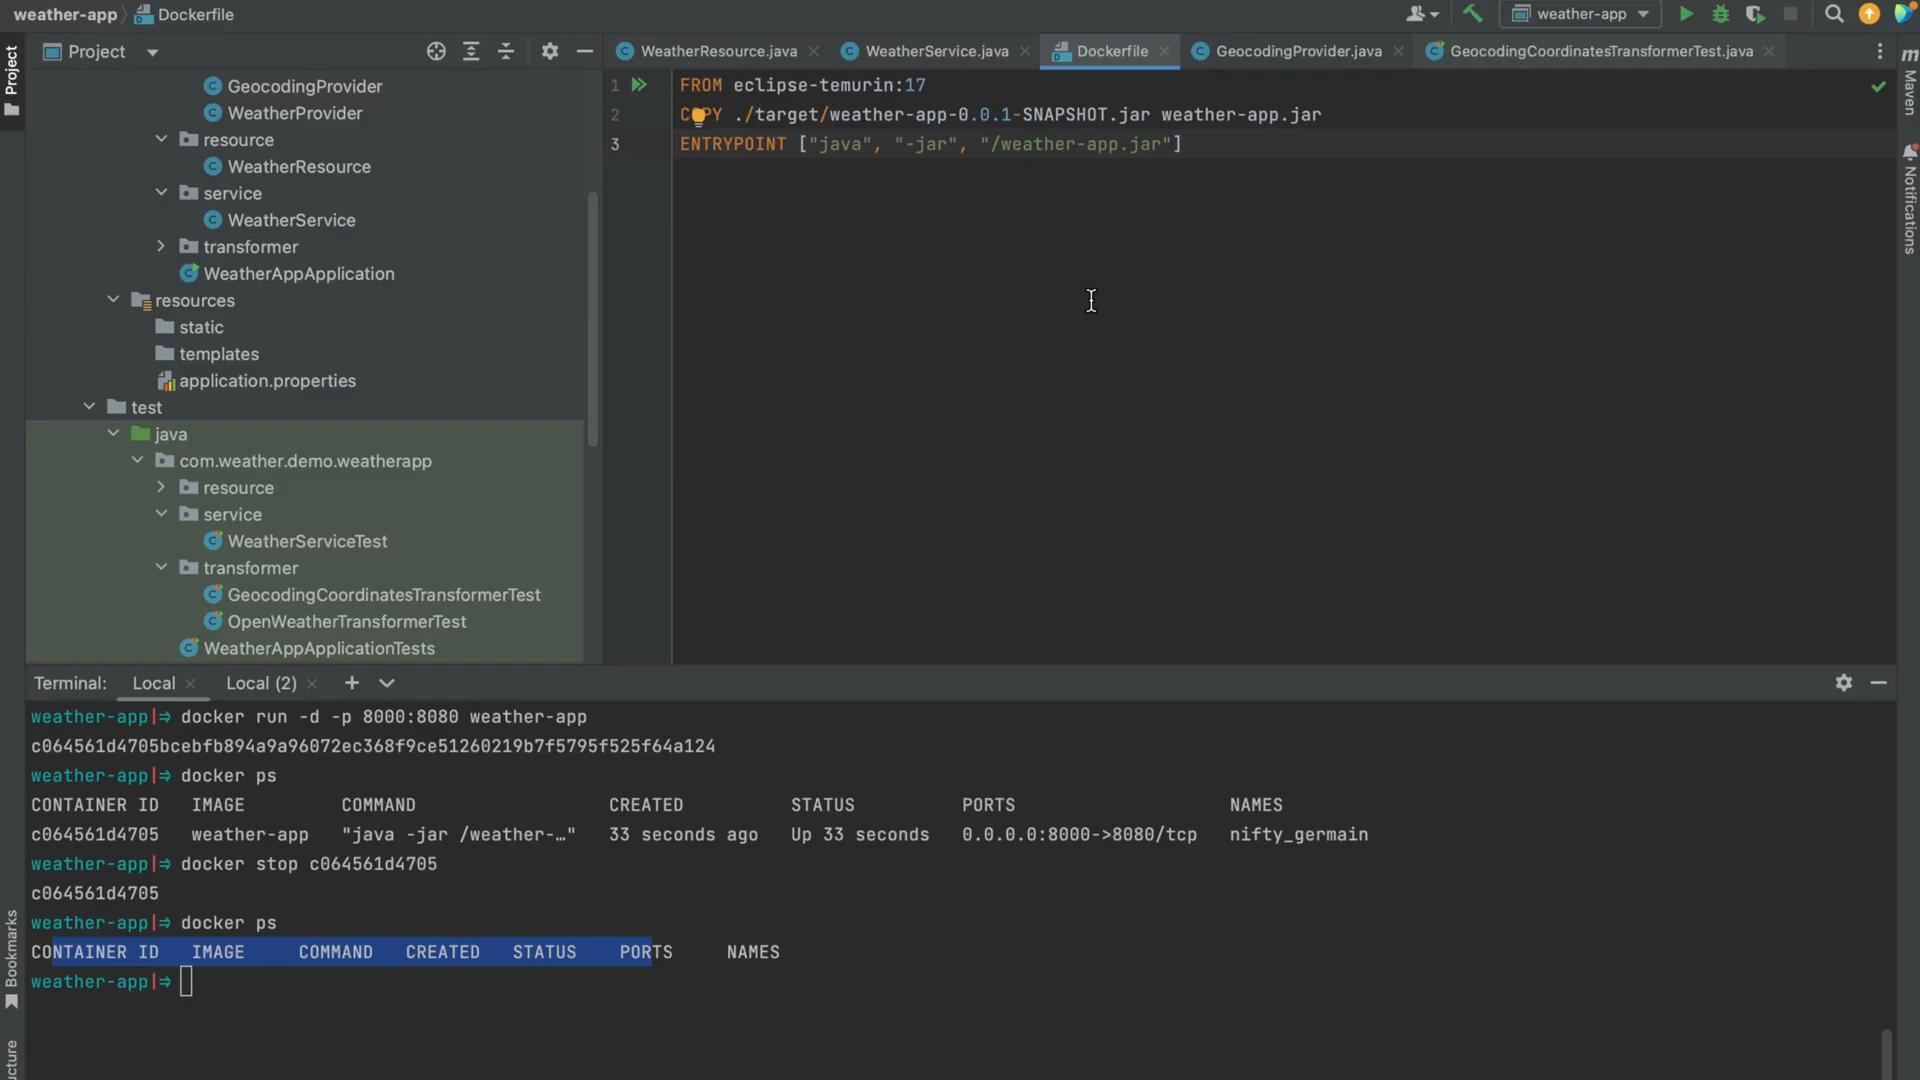 weather-app
Dockerfile
weather-app
Project
Project
WeatherResource.java
WeatherService.java
Dockerfile
GeocodingProvider.java
GeocodingCoordinatesTransformerTest.java
Maven
Notifications
GeocodingProvider
WeatherProvider
resource
WeatherResource
service
WeatherService
transformer
WeatherAppApplication
resources
static
templates
application.properties
test
java
com.weather.demo.weatherapp
resource
service
WeatherServiceTest
transformer
GeocodingCoordinatesTransformerTest
OpenWeatherTransformerTest
WeatherAppApplicationTests
1 FROM eclipse-temurin:17
2 COPY ./target/weather-app-0.0.1-SNAPSHOT.jar weather-app.jar
3 ENTRYPOINT ["java", "-jar", "/weather-app.jar"]
Terminal: Local Local (2)
weather-app|⇒ docker run -d -p 8000:8080 weather-app
c064561d4705bcebfb894a9a96072ec368f9ce51260219b7f5795f525f64a124
weather-app|⇒ docker ps
CONTAINER ID IMAGE COMMAND CREATED STATUS PORTS NAMES
c064561d4705 weather-app "java -jar /weather-…" 33 seconds ago Up 33 seconds 0.0.0.0:8000->8080/tcp nifty_germain
weather-app|⇒ docker stop c064561d4705
c064561d4705
weather-app|⇒ docker ps
CONTAINER ID IMAGE COMMAND CREATED STATUS PORTS NAMES
weather-app|⇒
Bookmarks
ucture